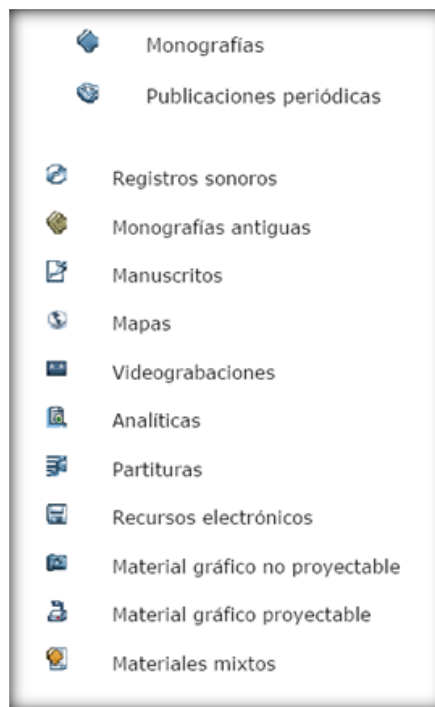 Monografías
Publicaciones periódicas
Registros sonoros
Monografías antiguas
Manuscritos
Mapas
Videograbaciones
Analíticas
Partituras
Recursos electrónicos
Material gráfico no proyectable
Material gráfico proyectable
Materiales mixtos